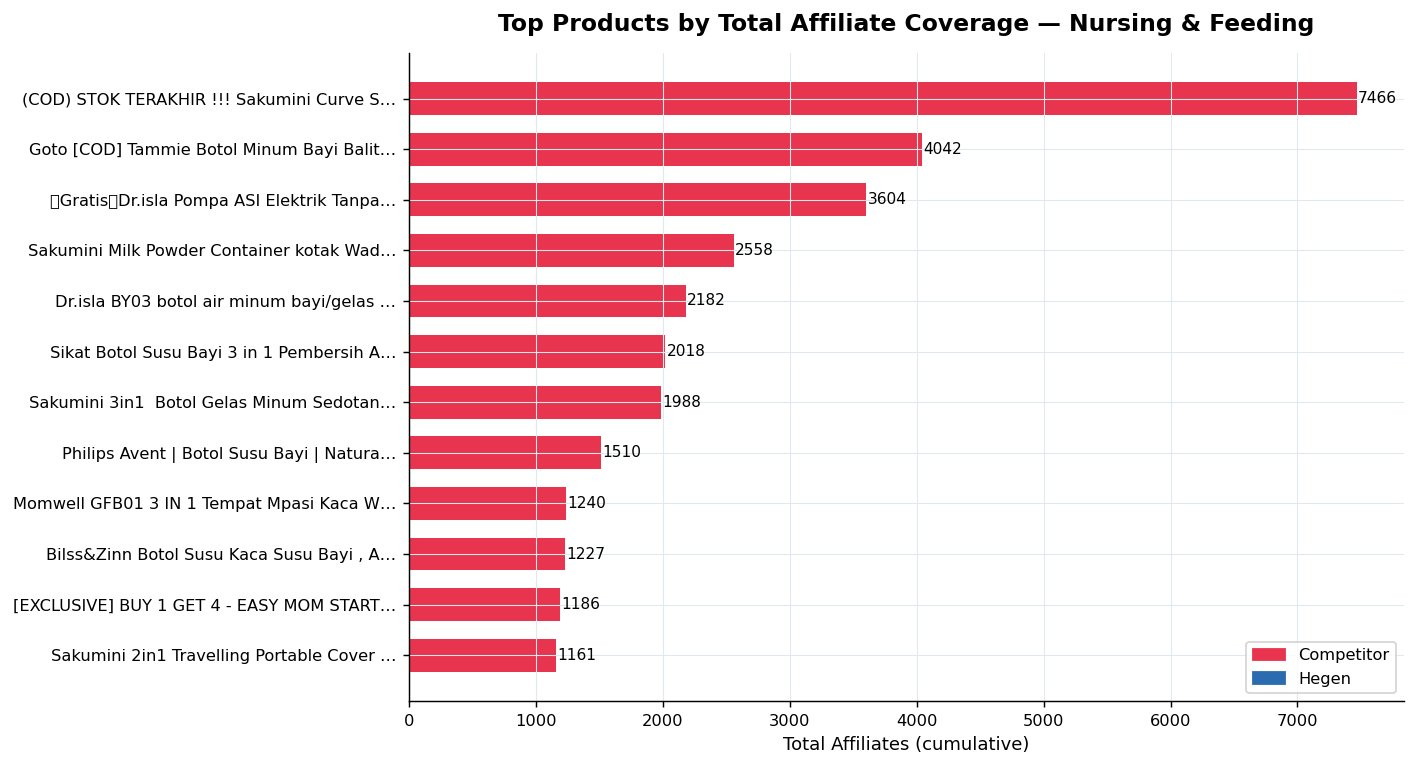 Top Products by Total Affiliate Coverage — Nursing & Feeding
(COD) STOK TERAKHIR !!! Sakumini Curve S… 7466
Goto [COD] Tammie Botol Minum Bayi Balit… 4042
▯Gratis▯Dr.isla Pompa ASI Elektrik Tanpa… 3604
Sakumini Milk Powder Container kotak Wad… 2558
Dr.isla BY03 botol air minum bayi/gelas … 2182
Sikat Botol Susu Bayi 3 in 1 Pembersih A… 2018
Sakumini 3in1  Botol Gelas Minum Sedotan… 1988
Philips Avent | Botol Susu Bayi | Natura… 1510
Momwell GFB01 3 IN 1 Tempat Mpasi Kaca W… 1240
Bilss&Zinn Botol Susu Kaca Susu Bayi , A… 1227
[EXCLUSIVE] BUY 1 GET 4 - EASY MOM START… 1186
Sakumini 2in1 Travelling Portable Cover … 1161
Competitor
Hegen
0 1000 2000 3000 4000 5000 6000 7000
Total Affiliates (cumulative)